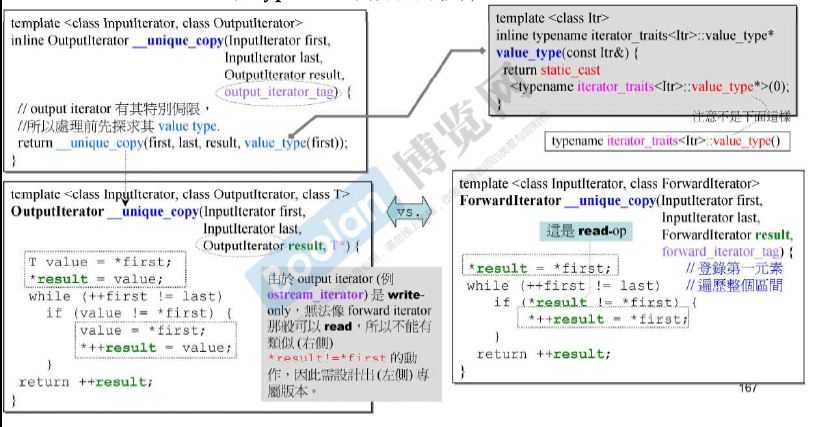 template <class InputIterator, class OutputIterator>
inline OutputIterator __unique_copy(InputIterator first,
InputIterator last,
OutputIterator result,
output_iterator_tag) {
// output iterator 有其特別侷限，
//所以處理前先探求其 value type.
return __unique_copy(first, last, result, value_type(first));
}
template <class Itr>
inline typename iterator_traits<Itr>::value_type*
value_type(const Itr&) {
return static_cast
<typename iterator_traits<Itr>::value_type*>(0);
}
注意不是下面這樣
typename iterator_traits<Itr>::value_type()
template <class InputIterator, class OutputIterator, class T>
OutputIterator __unique_copy(InputIterator first,
InputIterator last,
OutputIterator result, T*) {
T value = *first;
*result = value;
while (++first != last)
if (value != *first) {
value = *first;
*++result = value;
}
return ++result;
}
vs.
由於 output iterator (例
ostream_iterator) 是 write-
only，無法像 forward iterator
那般可以 read，所以不能有
類似 (右側)
*result!=*first 的動
作，因此需設計出 (左側) 專
屬版本。
template <class InputIterator, class ForwardIterator>
ForwardIterator __unique_copy(InputIterator first,
InputIterator last,
ForwardIterator result,
forward_iterator_tag) {
這是 read-op
*result = *first; // 登錄第一元素
while (++first != last) // 遍歷整個區間
if (*result != *first) {
*++result = *first;
}
return ++result;
}
167
boolan
博览网